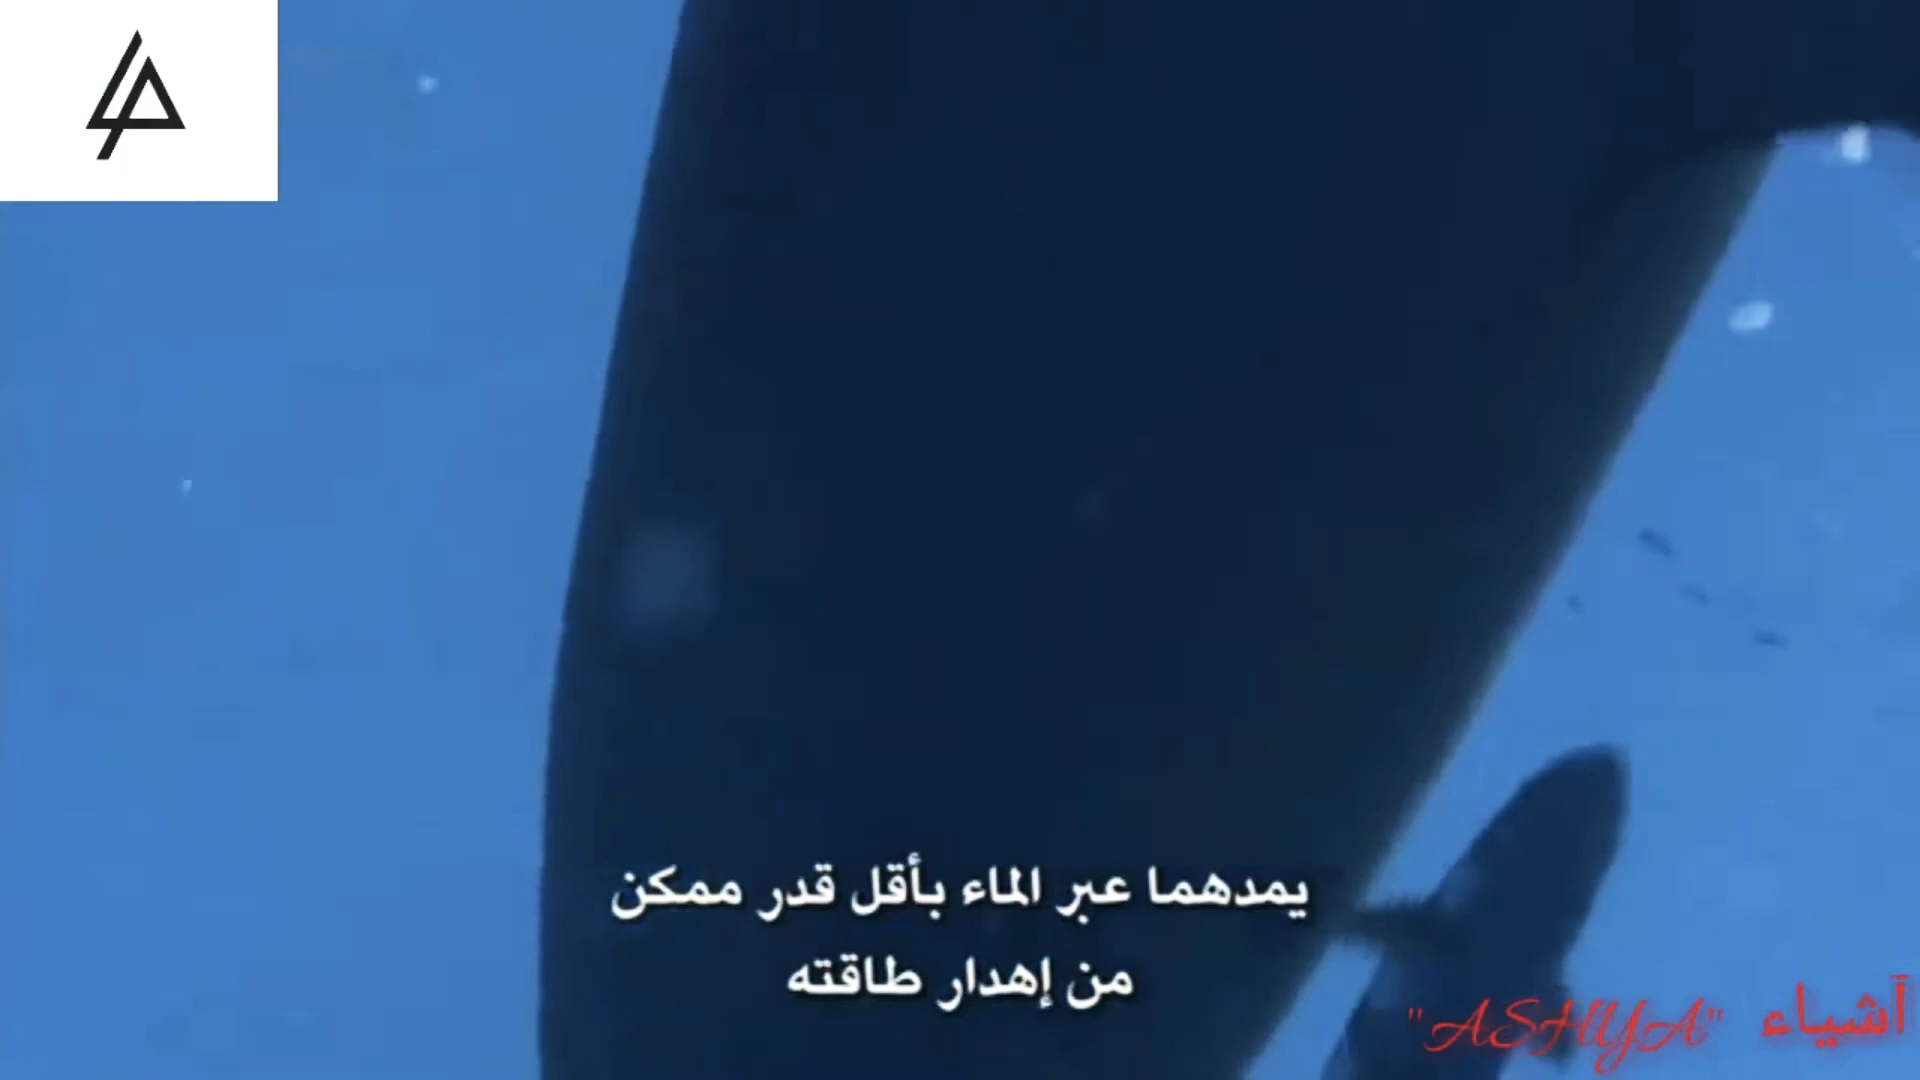 يمدهما عبر الماء بأقل قدر ممكن
من إهدار طاقته
آشياء "ASHYA"